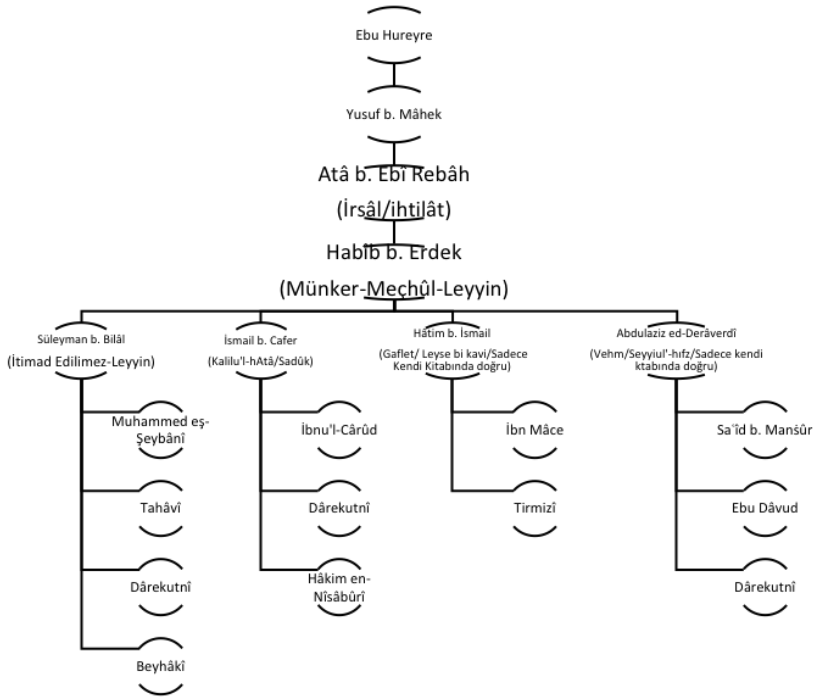 Ebu Hureyre
Yusuf b. Mâhek
Atâ b. Ebî Rebâh
(İrsâl/ihtilât)
Habîb b. Erdek
(Münker-Meçhûl-Leyyin)
Süleyman b. Bilâl
(İtimad Edilimez-Leyyin)
Muhammed eş-
Şeybânî
Tahâvî
Dârekutnî
Beyhâkî
İsmail b. Cafer
(Kalilu'l-hAtâ/Sadûk)
İbnu'l-Cârûd
Dârekutnî
Hâkim en-
Nîsâbûrî
Hâtim b. İsmail
(Gaflet/ Leyse bi kavi/Sadece
Kendi Kitabında doğru)
İbn Mâce
Tirmizî
Abdulaziz ed-Derâverdî
(Vehm/Seyyiul'-hıfz/Sadece kendi
ktabında doğru)
Saʿîd b. Manṡûr
Ebu Dâvud
Dârekutnî